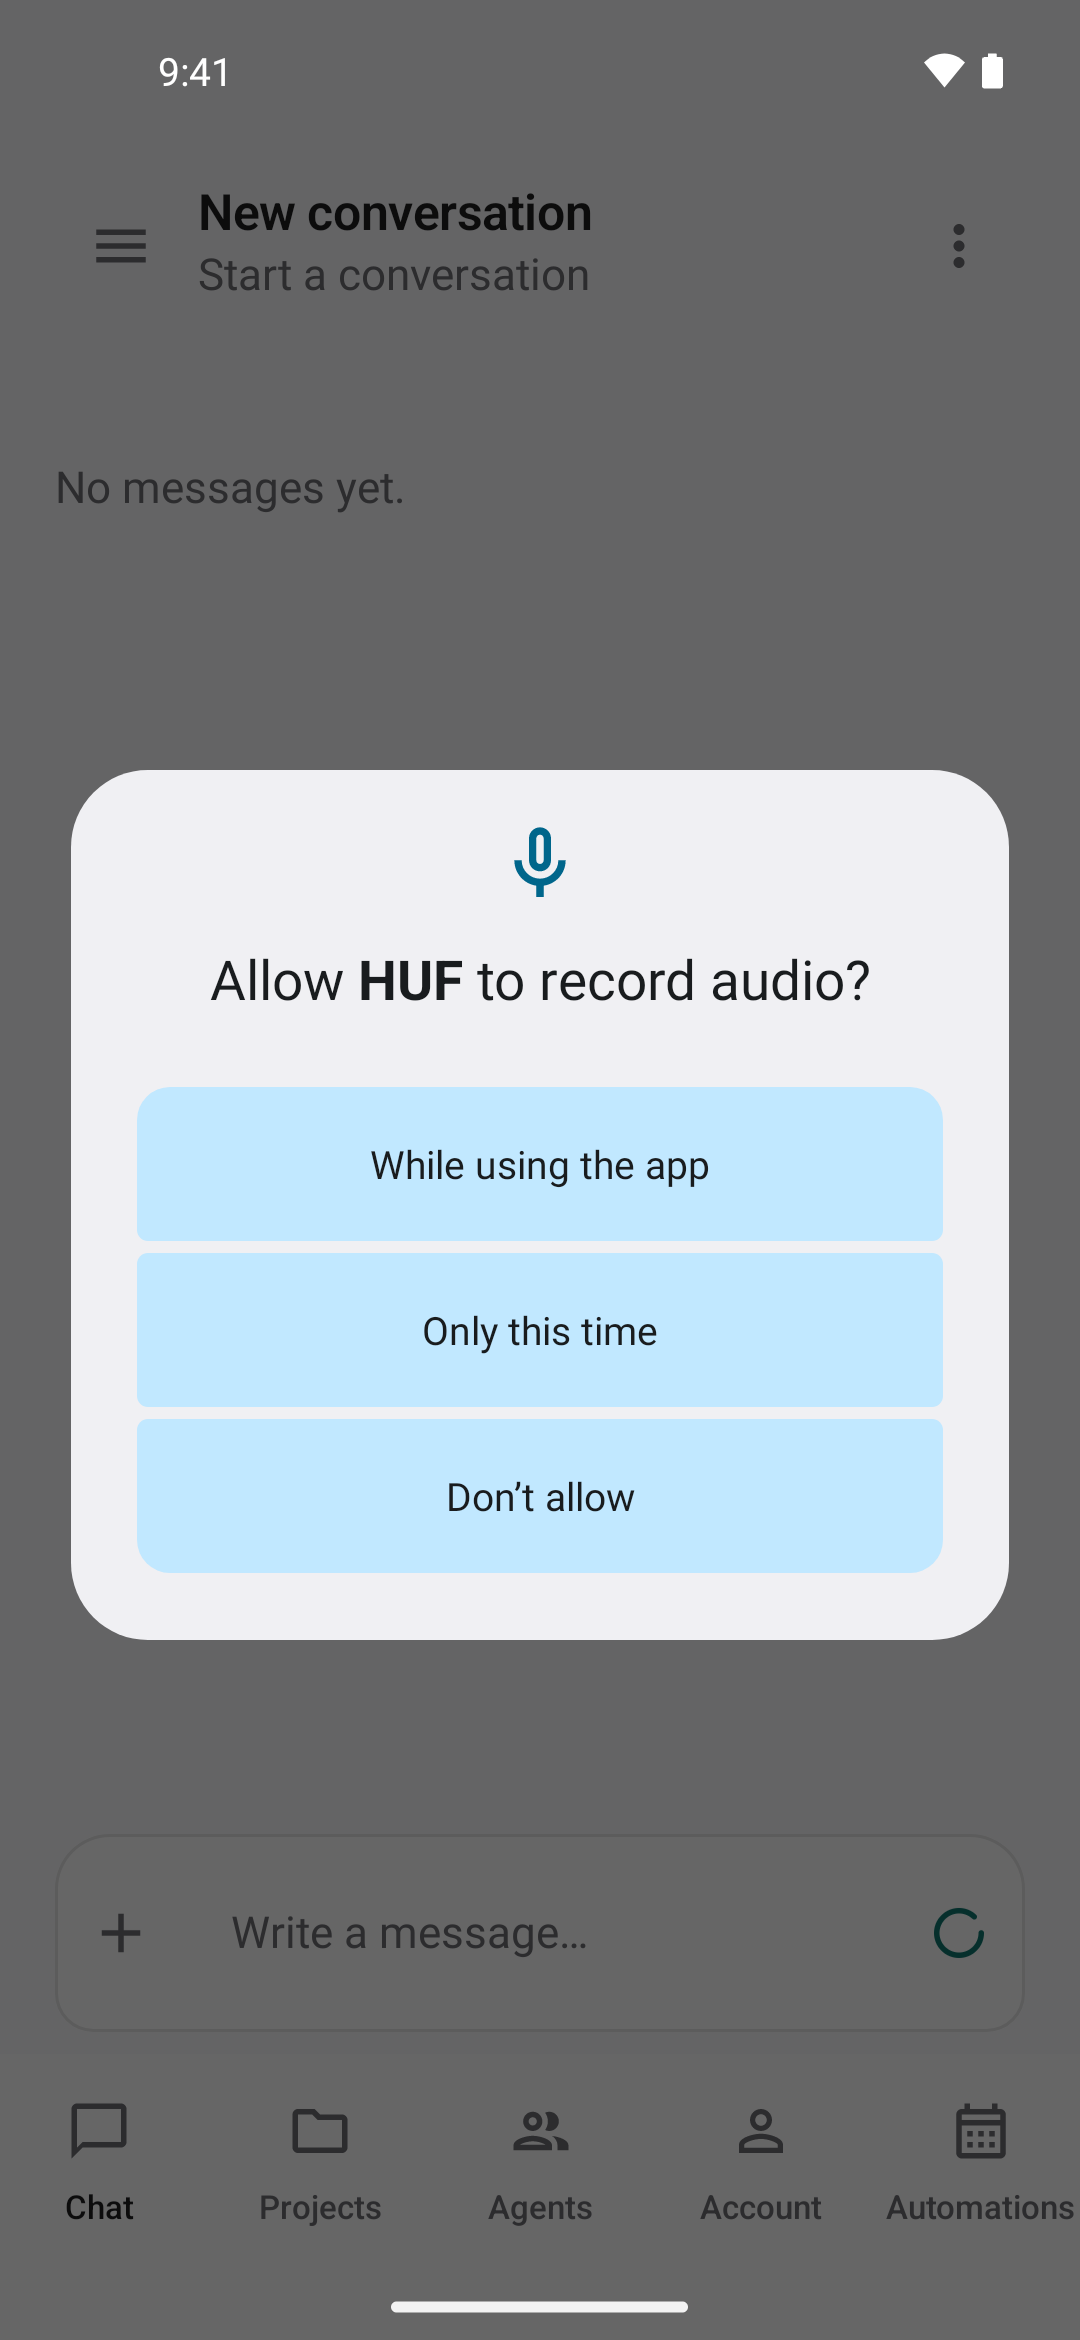 9:41
New conversation
Start a conversation
No messages yet.
Allow HUF to record audio?
While using the app
Only this time
Don’t allow
Write a message…
Chat
Projects
Agents
Account
Automations